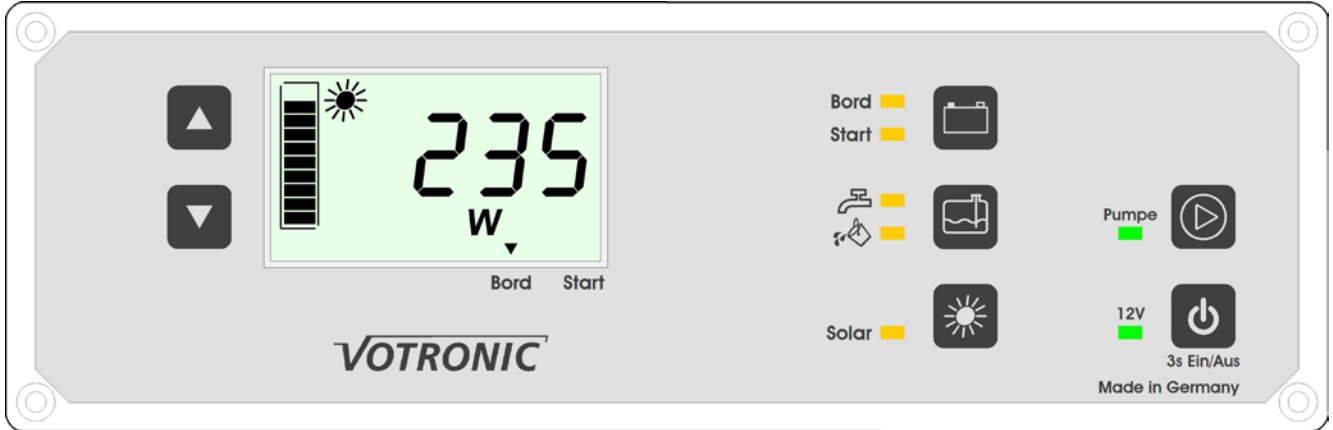 235
W
Bord Start
VOTRONIC
Bord
Start
Solar
Pumpe
12V
3s Ein/Aus
Made in Germany